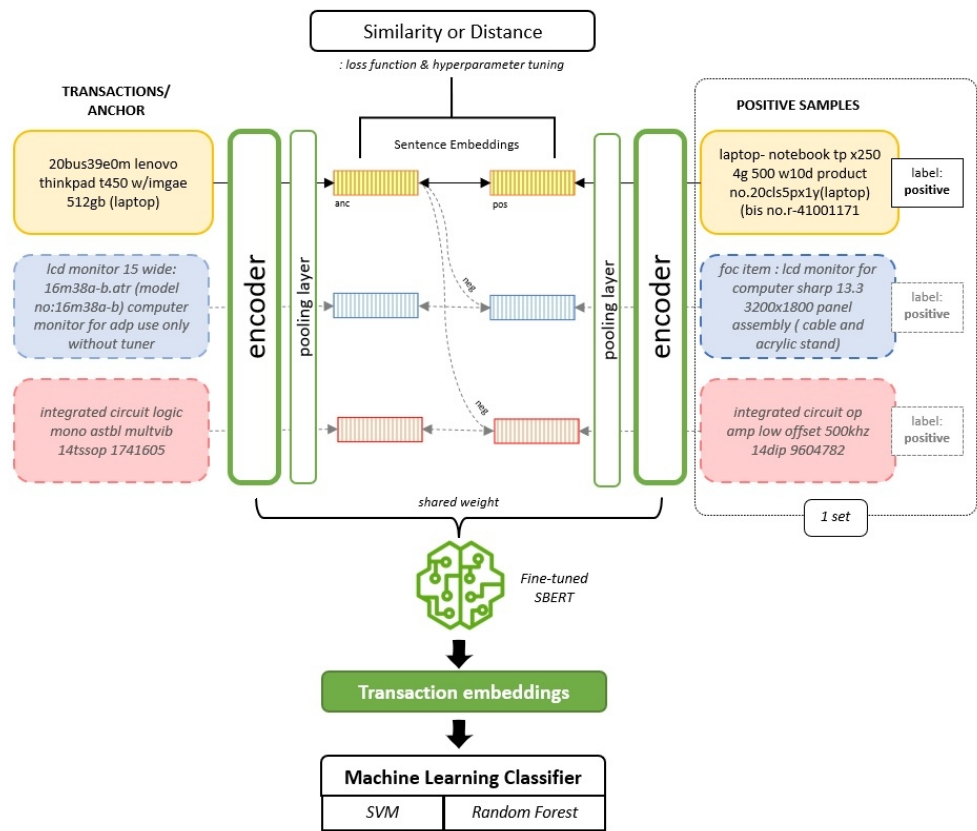 Similarity or Distance
: loss function & hyperparameter tuning
TRANSACTIONS/
ANCHOR
POSITIVE SAMPLES
Sentence Embeddings
20bus39e0m lenovo
thinkpad t450 w/imgae
512gb (laptop)
encoder
pooling layer
anc
pos
pooling layer
encoder
laptop- notebook tp x250
4g 500 w10d product
no.20cls5px1y(laptop)
(bis no.r-41001171
label:
positive
lcd monitor 15 wide:
16m38a-b.atr (model
no:16m38a-b) computer
monitor for adp use only
without tuner
neg
foc item : lcd monitor for
computer sharp 13.3
3200x1800 panel
assembly ( cable and
acrylic stand)
label:
positive
integrated circuit logic
mono astbl multvib
14tssop 1741605
neg
integrated circuit op
amp low offset 500khz
14dip 9604782
label:
positive
shared weight
1 set
Fine-tuned
SBERT
Transaction embeddings
Machine Learning Classifier
SVM
Random Forest